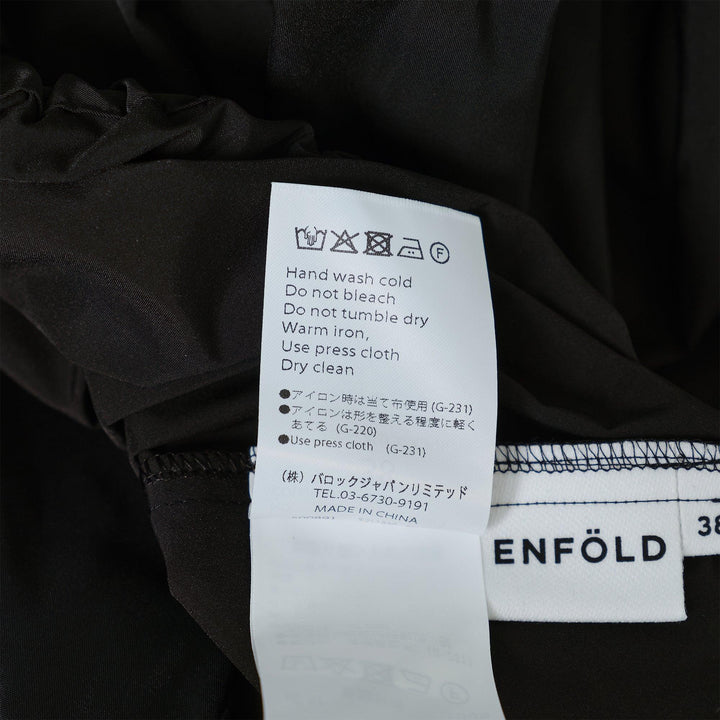 F
Hand wash cold
Do not bleach
Do not tumble dry
Warm iron,
Use press cloth
Dry clean
●アイロン時は当て布使用(G-231)
●アイロンは形を整える程度に軽く
あてる (G-220)
●Use press cloth (G-231)
(株) バロックジャパンリミテッド
TEL.03-6730-9191
MADE IN CHINA
ENFÖLD
38